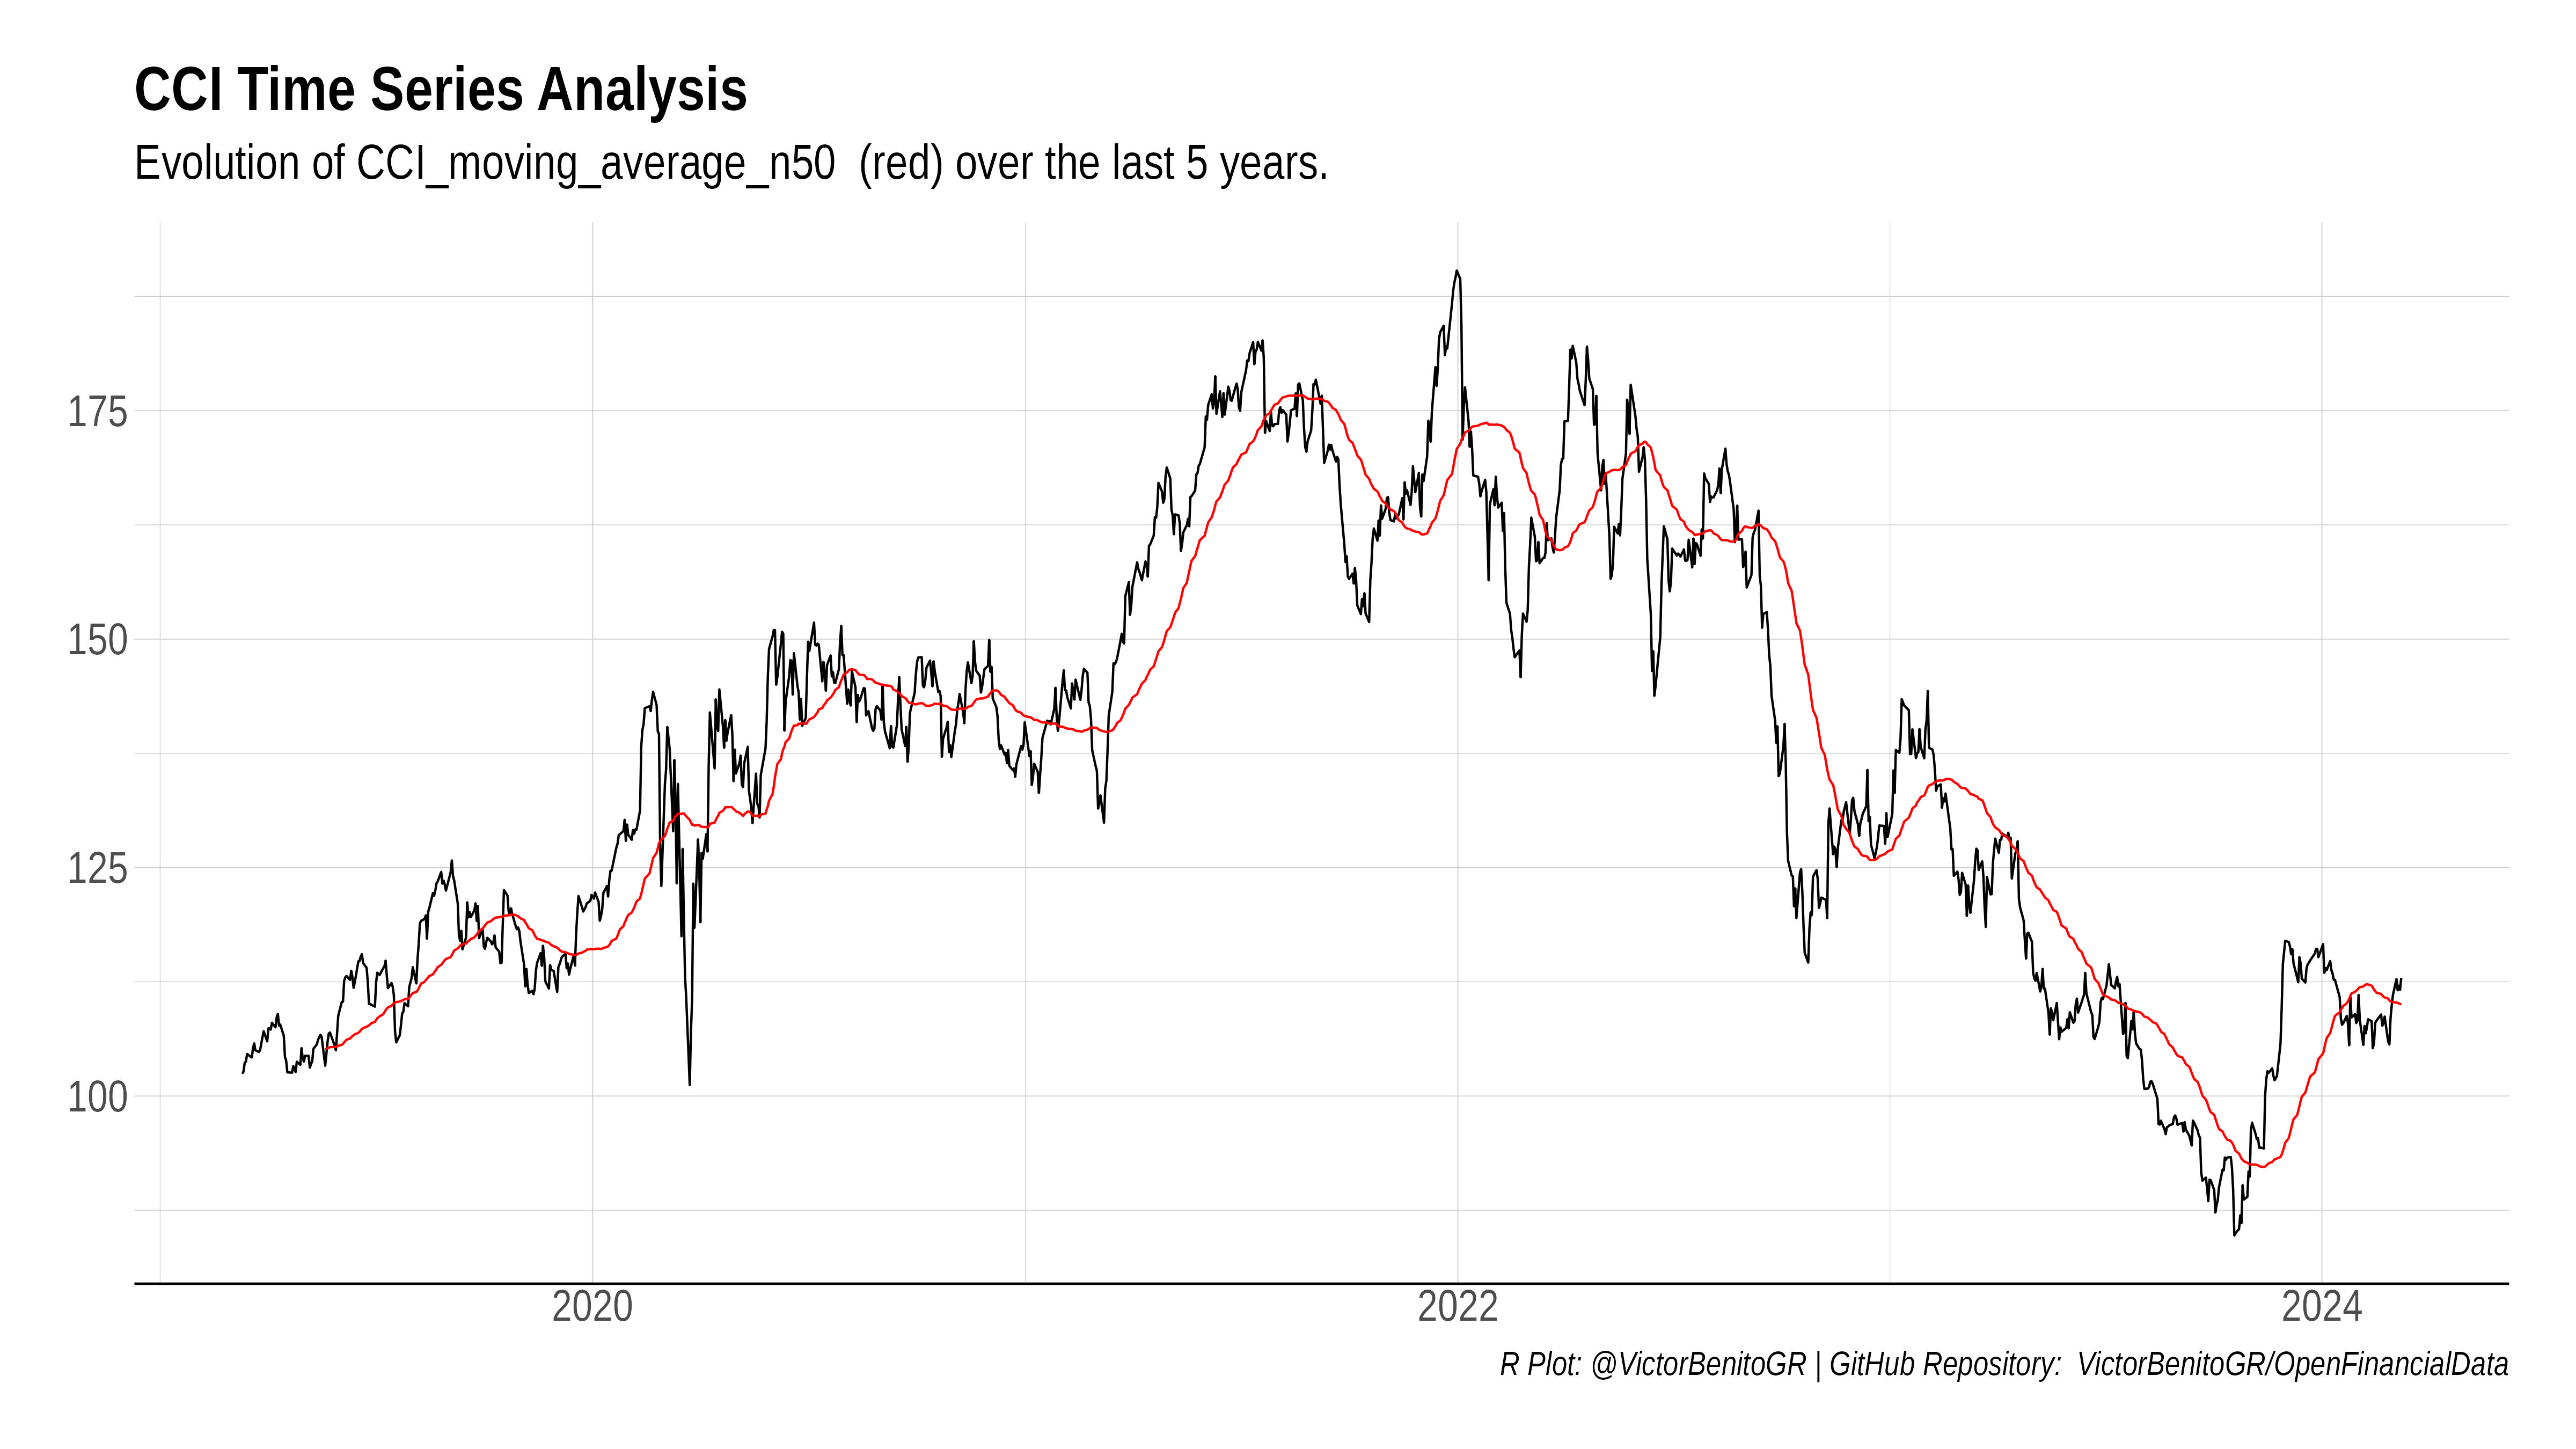 CCI Time Series Analysis
Evolution of CCI_moving_average_n50  (red) over the last 5 years.
175
150
125
100
2020 2022 2024
R Plot: @VictorBenitoGR | GitHub Repository:  VictorBenitoGR/OpenFinancialData